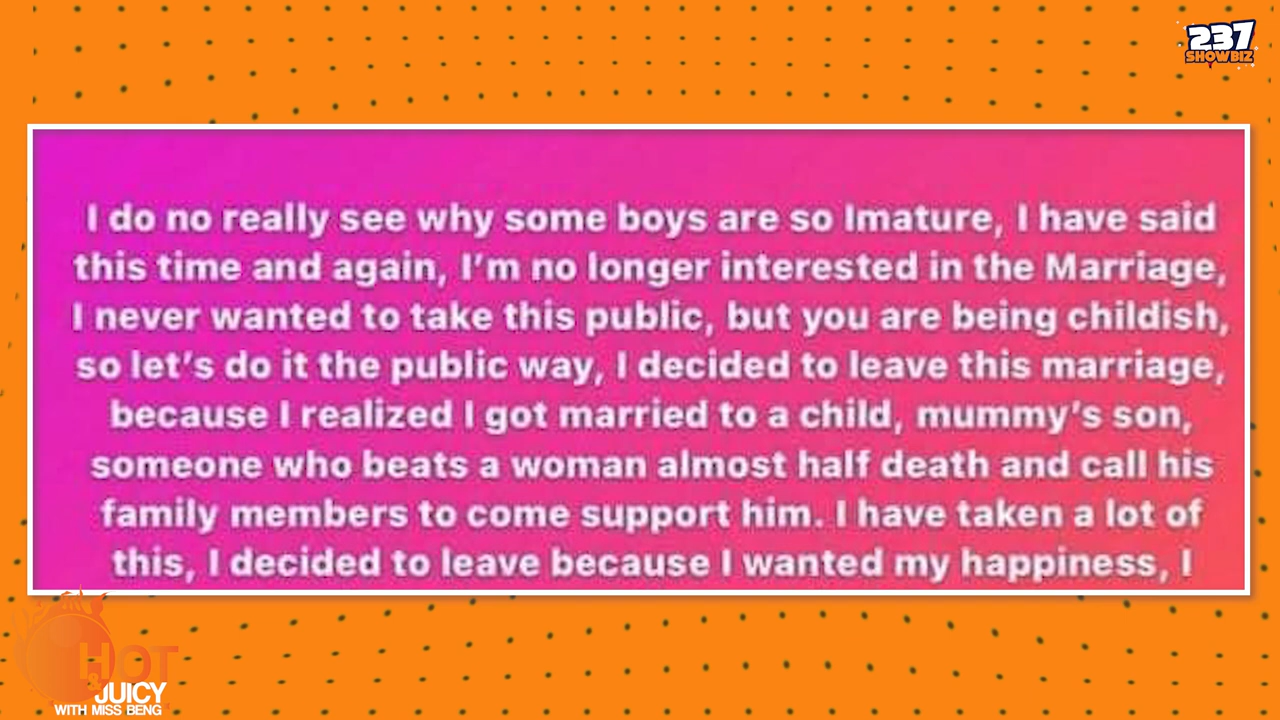 237
SHOWBIZ
I do no really see why some boys are so Imature, I have said
this time and again, I'm no longer interested in the Marriage,
I never wanted to take this public, but you are being childish,
so let's do it the public way, I decided to leave this marriage,
because I realized I got married to a child, mummy's son,
someone who beats a woman almost half death and call his
family members to come support him. I have taken a lot of
this, I decided to leave because I wanted my happiness, I
HOT
&
JUICY
WITH MISS BENG